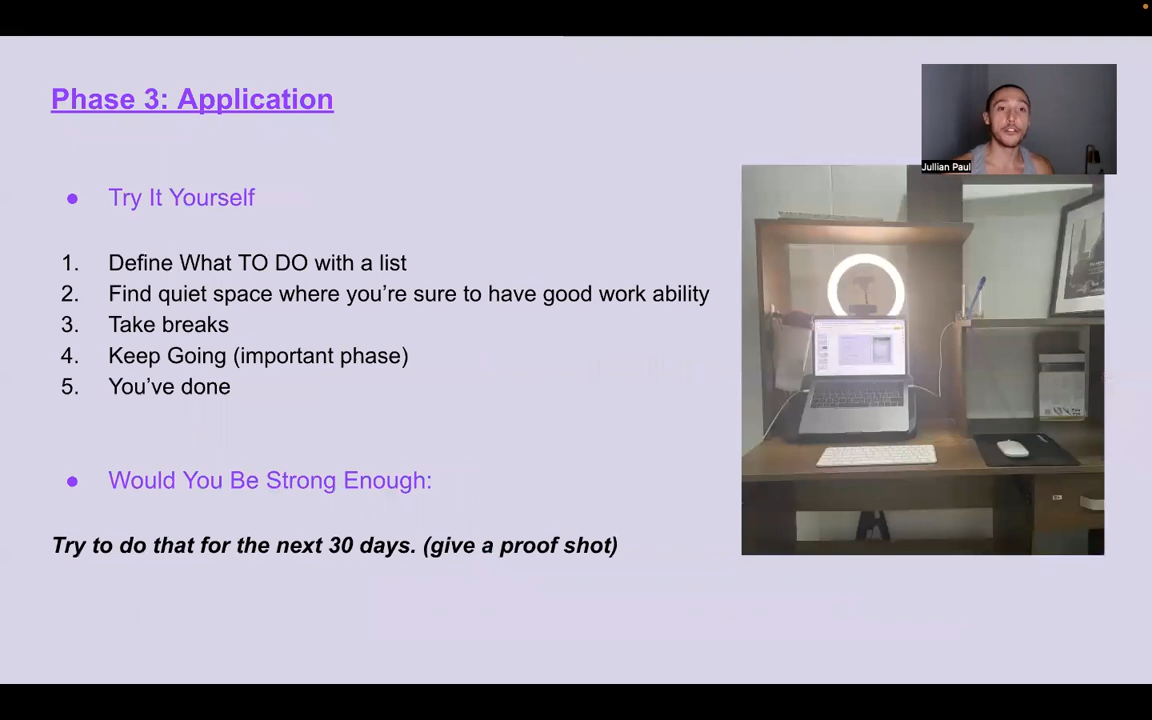 Phase 3: Application
Jullian Paul
● Try It Yourself
1. Define What TO DO with a list
2. Find quiet space where you’re sure to have good work ability
3. Take breaks
4. Keep Going (important phase)
5. You’ve done
● Would You Be Strong Enough:
Try to do that for the next 30 days. (give a proof shot)